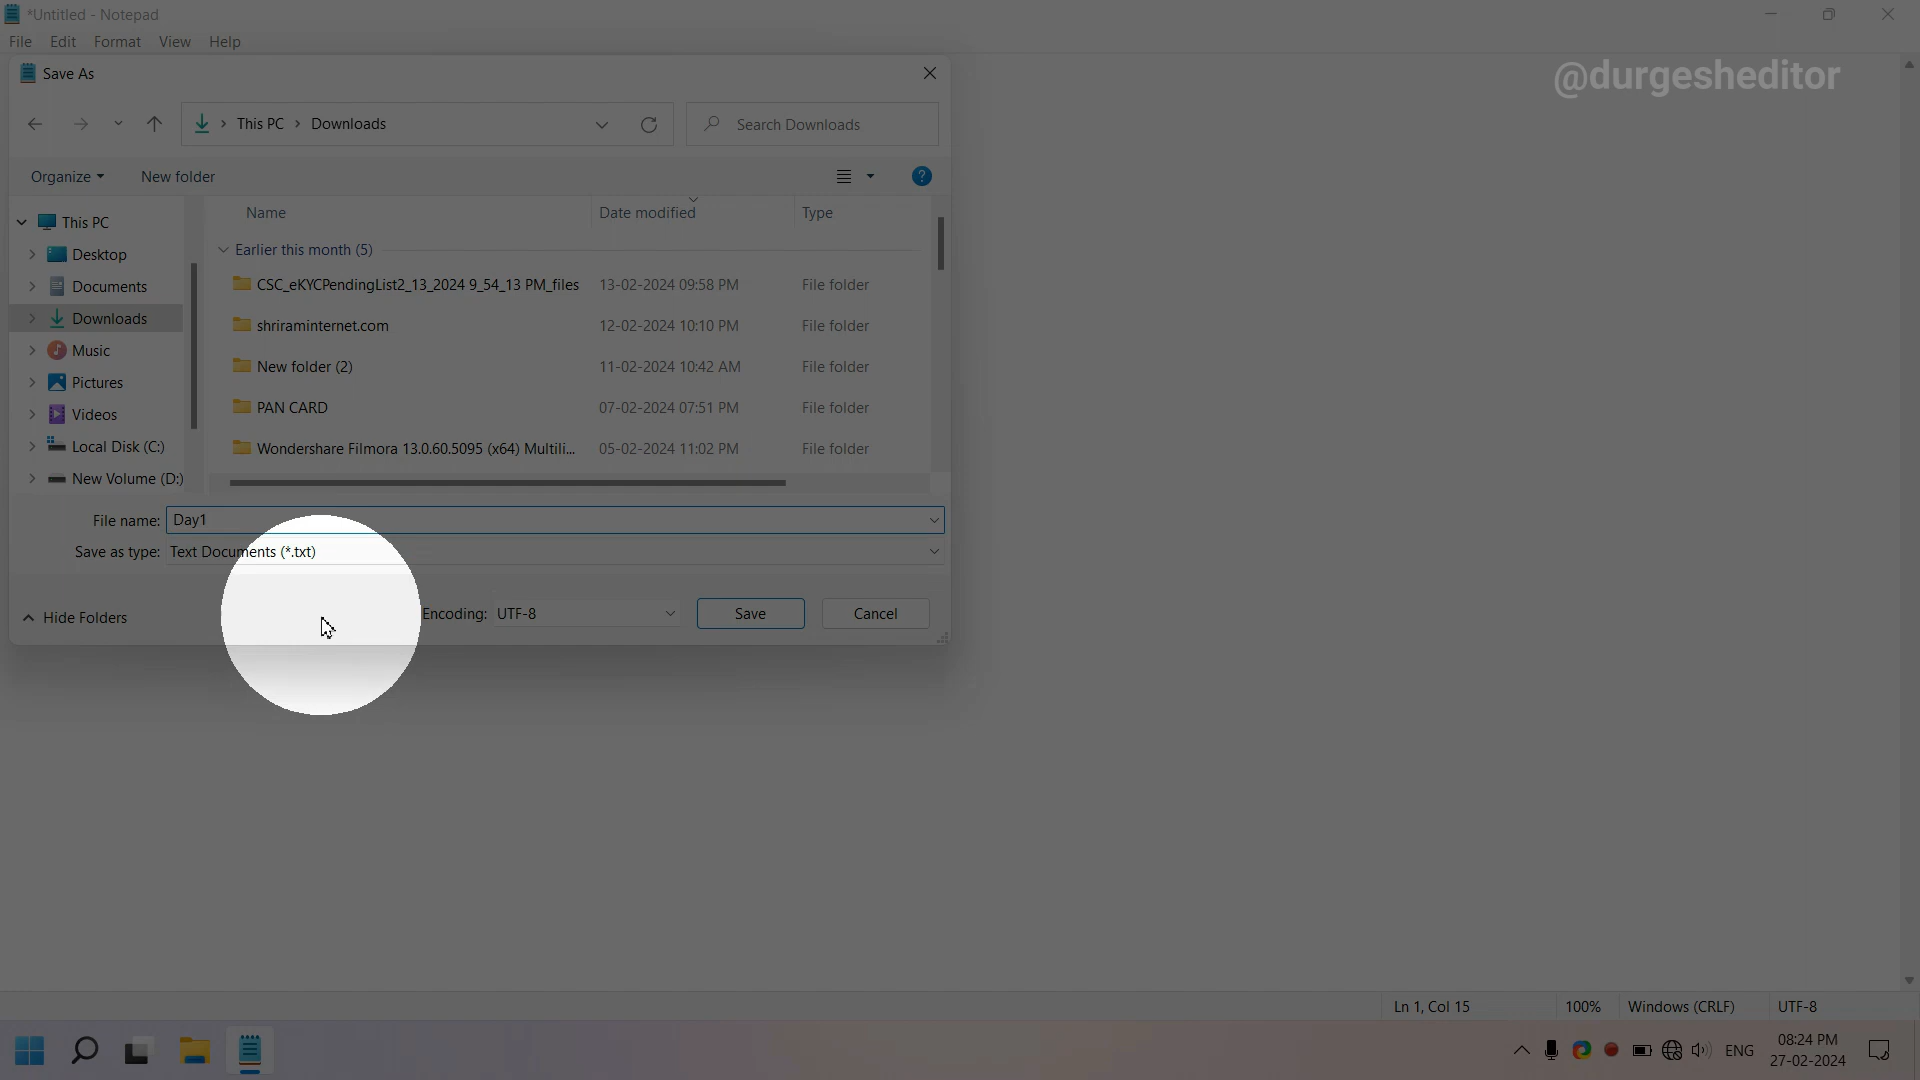 *Untitled - Notepad
File Edit Format View Help
@durgesheditor
Save As
This PC > Downloads
Search Downloads
Organize New folder
Name Date modified Type
This PC
Desktop
Documents
Downloads
Music
Pictures
Videos
Local Disk (C:)
New Volume (D:)
Earlier this month (5)
CSC_eKYCPendingList2_13_2024 9_54_13 PM_files 13-02-2024 09:58 PM File folder
shriraminternet.com 12-02-2024 10:10 PM File folder
New folder (2) 11-02-2024 10:42 AM File folder
PAN CARD 07-02-2024 07:51 PM File folder
Wondershare Filmora 13.0.60.5095 (x64) Multili... 05-02-2024 11:02 PM File folder
File name: Day1
Save as type: Text Documents (*.txt)
Hide Folders Encoding: UTF-8 Save Cancel
Ln 1, Col 15 100% Windows (CRLF) UTF-8
ENG
08:24 PM
27-02-2024